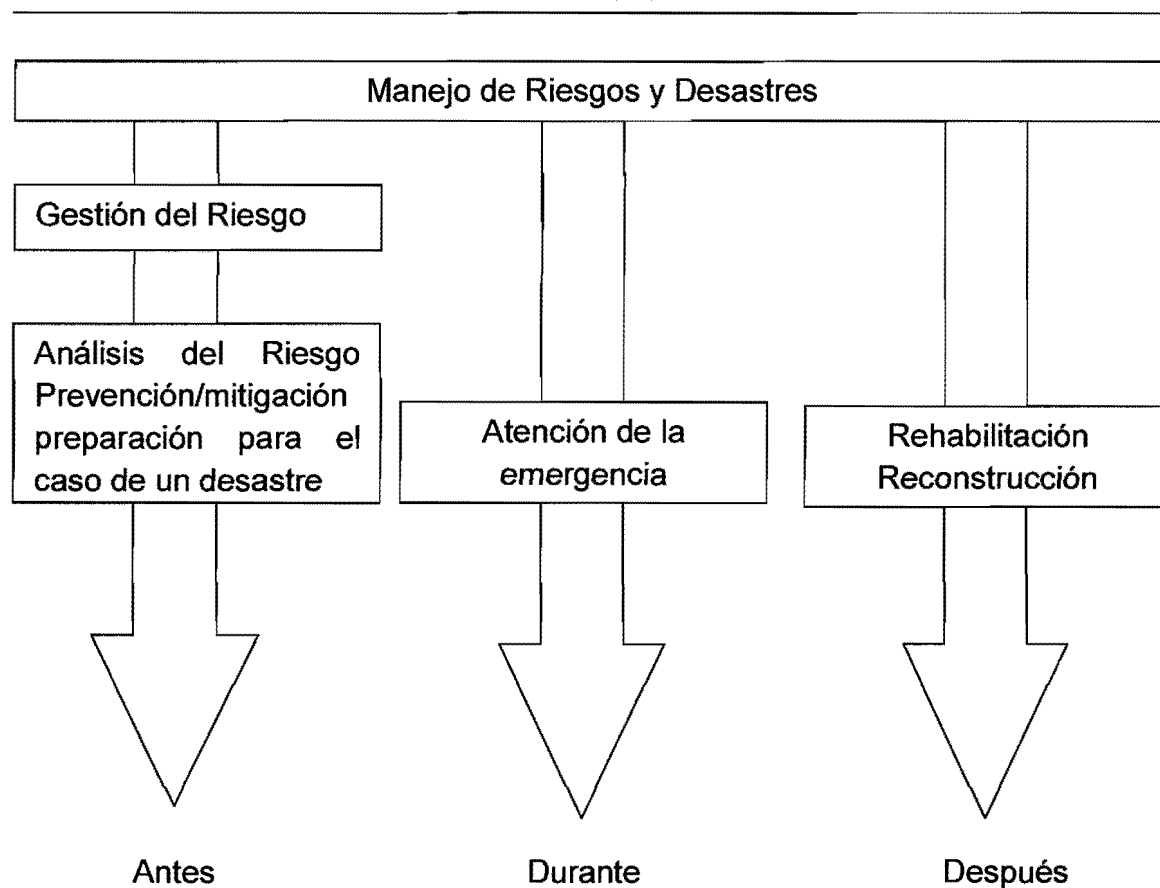 Manejo de Riesgos y Desastres
Gestión del Riesgo
Análisis del Riesgo
Prevención/mitigación
preparación para el
caso de un desastre
Atención de la
emergencia
Rehabilitación
Reconstrucción
Antes
Durante
Después